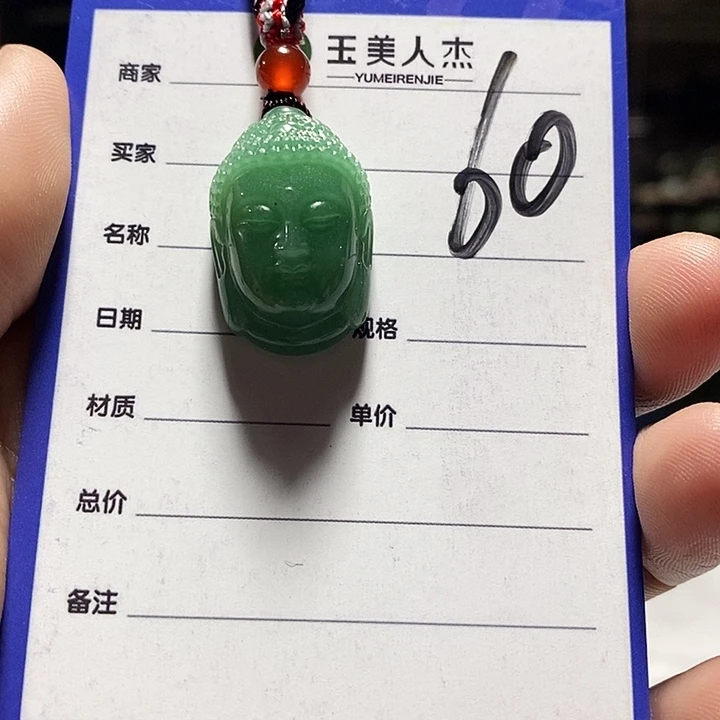 玉美人杰
YUMEIRENJIE
60
商家
买家
名称
日期 规格
材质 单价
总价
备注